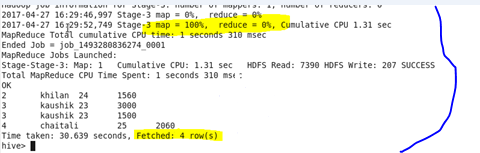 Hadoop job information for Stage-3: number of mappers: 1; number of reducers: 0
2017-04-27 16:29:46,997 Stage-3 map = 0%,  reduce = 0%
2017-04-27 16:29:52,749 Stage-3 map = 100%,  reduce = 0%, Cumulative CPU 1.31 sec
MapReduce Total cumulative CPU time: 1 seconds 310 msec
Ended Job = job_1493280836274_0001
MapReduce Jobs Launched:
Stage-Stage-3: Map: 1   Cumulative CPU: 1.31 sec   HDFS Read: 7390 HDFS Write: 207 SUCCESS
Total MapReduce CPU Time Spent: 1 seconds 310 msec
OK
2	khilan	24	1560
3	kaushik	23	3000
3	kaushik	23	1500
4	chaitali	25	2060
Time taken: 30.639 seconds, Fetched: 4 row(s)
hive>